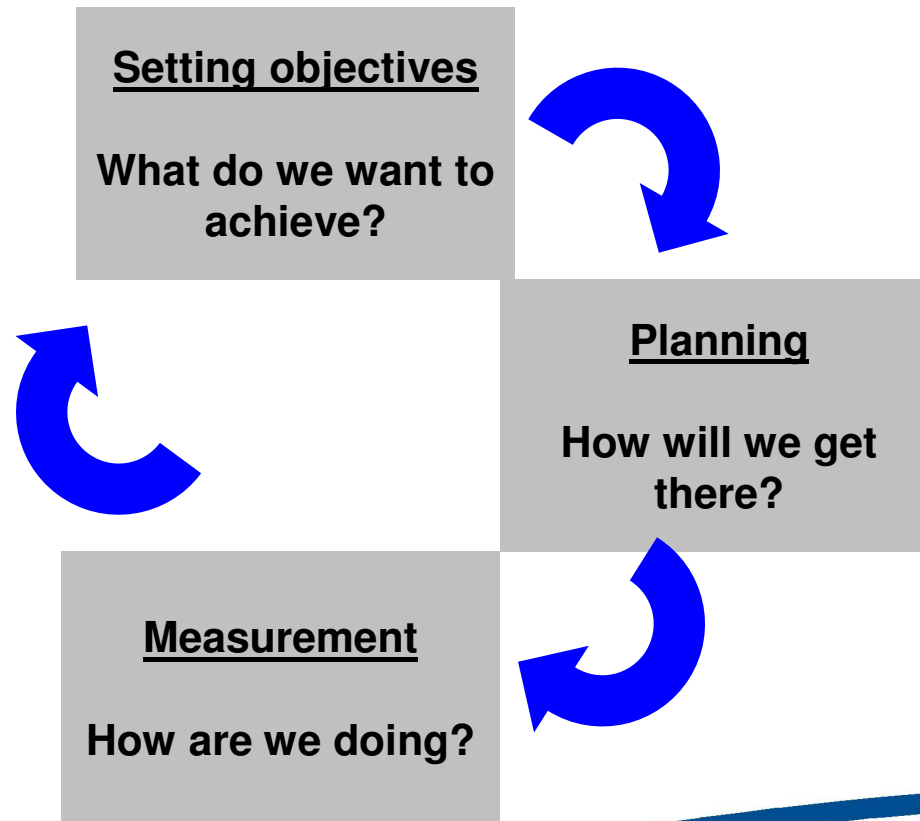 Setting objectives
What do we want to
achieve?
Planning
How will we get
there?
Measurement
How are we doing?